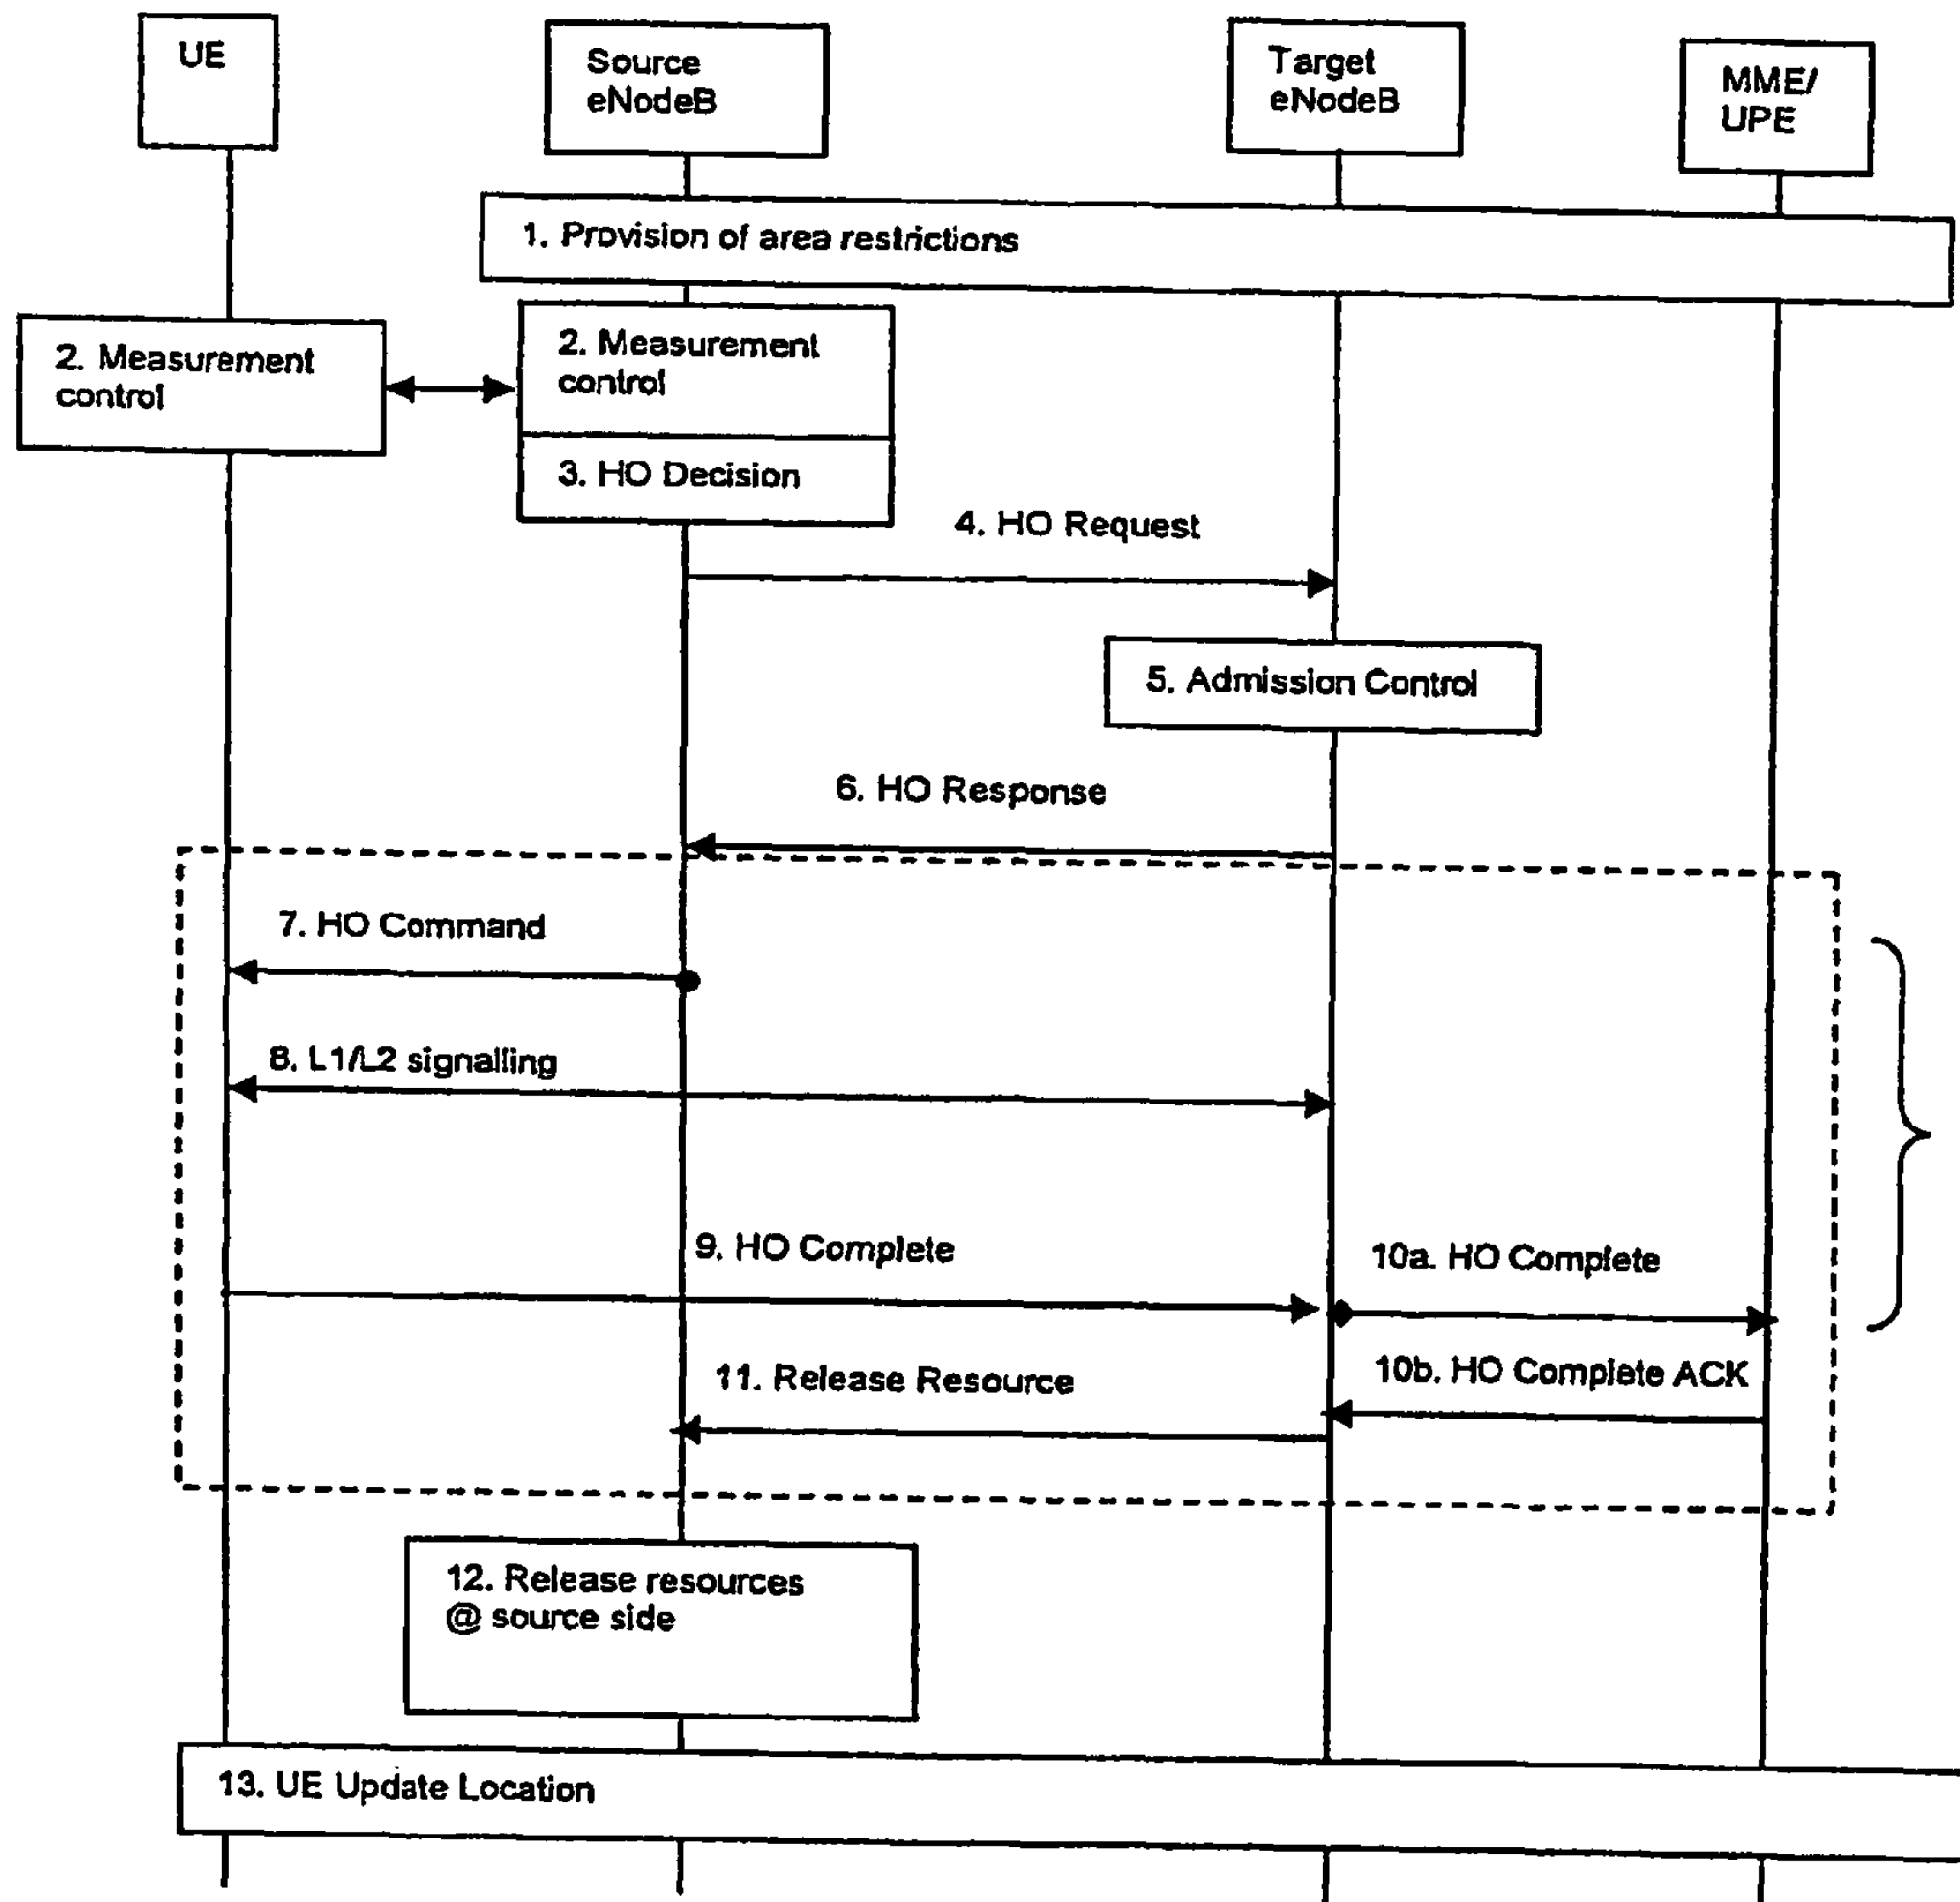 UE
Source
eNodeB
Target
eNodeB
MME/
UPE
1. Provision of area restrictions
2. Measurement
control
2. Measurement
control
3. HO Decision
4. HO Request
5. Admission Control
6. HO Response
7. HO Command
8. L1/L2 signalling
9. HO Complete
10a. HO Complete
10b. HO Complete ACK
11. Release Resource
12. Release resources
@ source side
13. UE Update Location